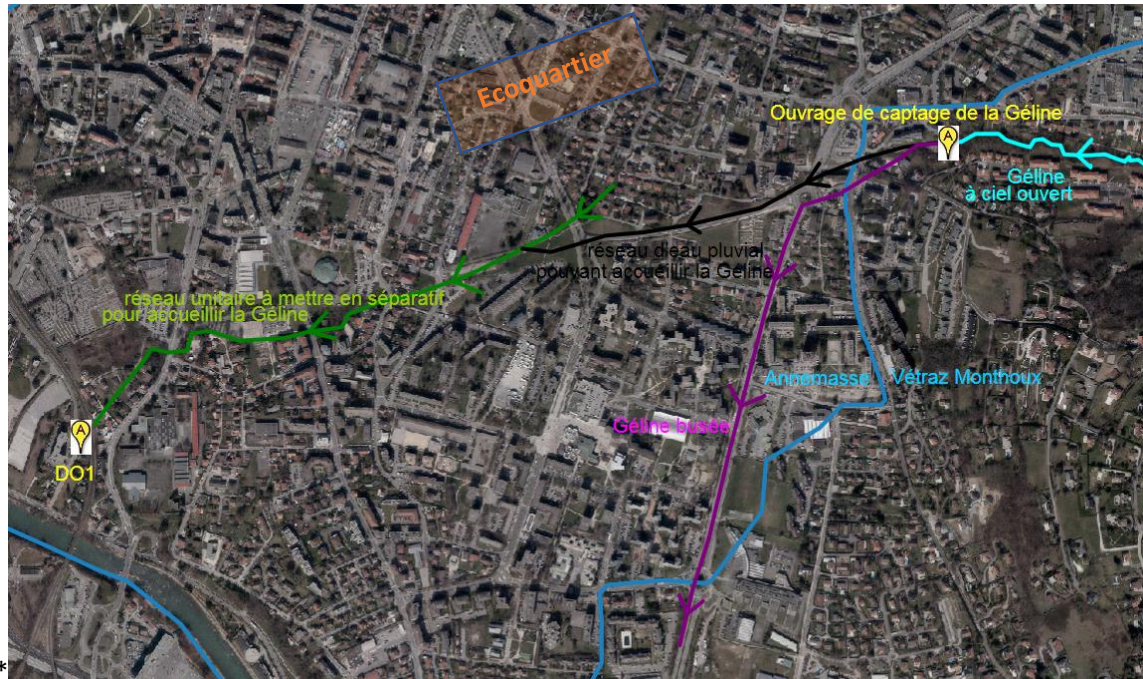 Ecoquartier
Ouvrage de captage de la Géline
A
Géline
à ciel ouvert
réseau d'eau pluvial
pouvant accueillir la Géline
réseau unitaire à mettre en séparatif
pour accueillir la Géline
Annemasse
Vétraz Monthoux
Géline busée
A
DO1
*